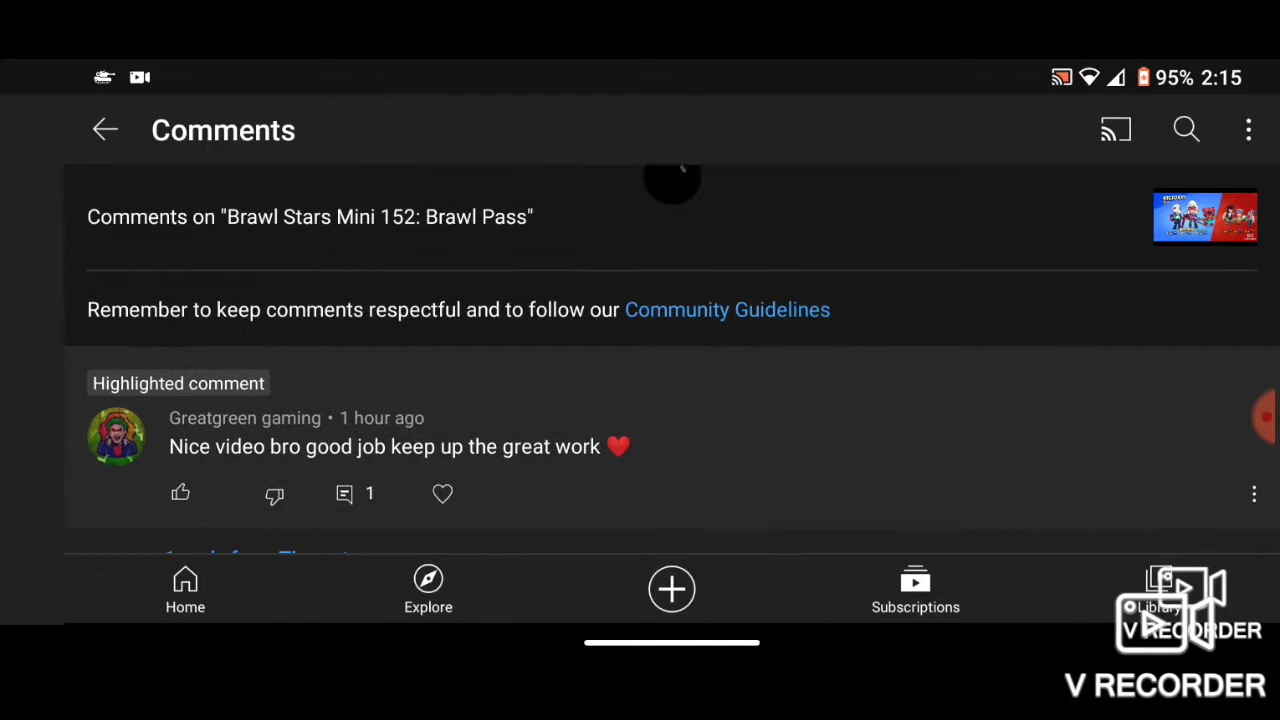 95% 2:15
Comments
Comments on "Brawl Stars Mini 152: Brawl Pass"
Remember to keep comments respectful and to follow our Community Guidelines
Highlighted comment
Greatgreen gaming • 1 hour ago
Nice video bro good job keep up the great work ❤️
1
Home
Explore
Subscriptions
Library
V RECORDER
V RECORDER